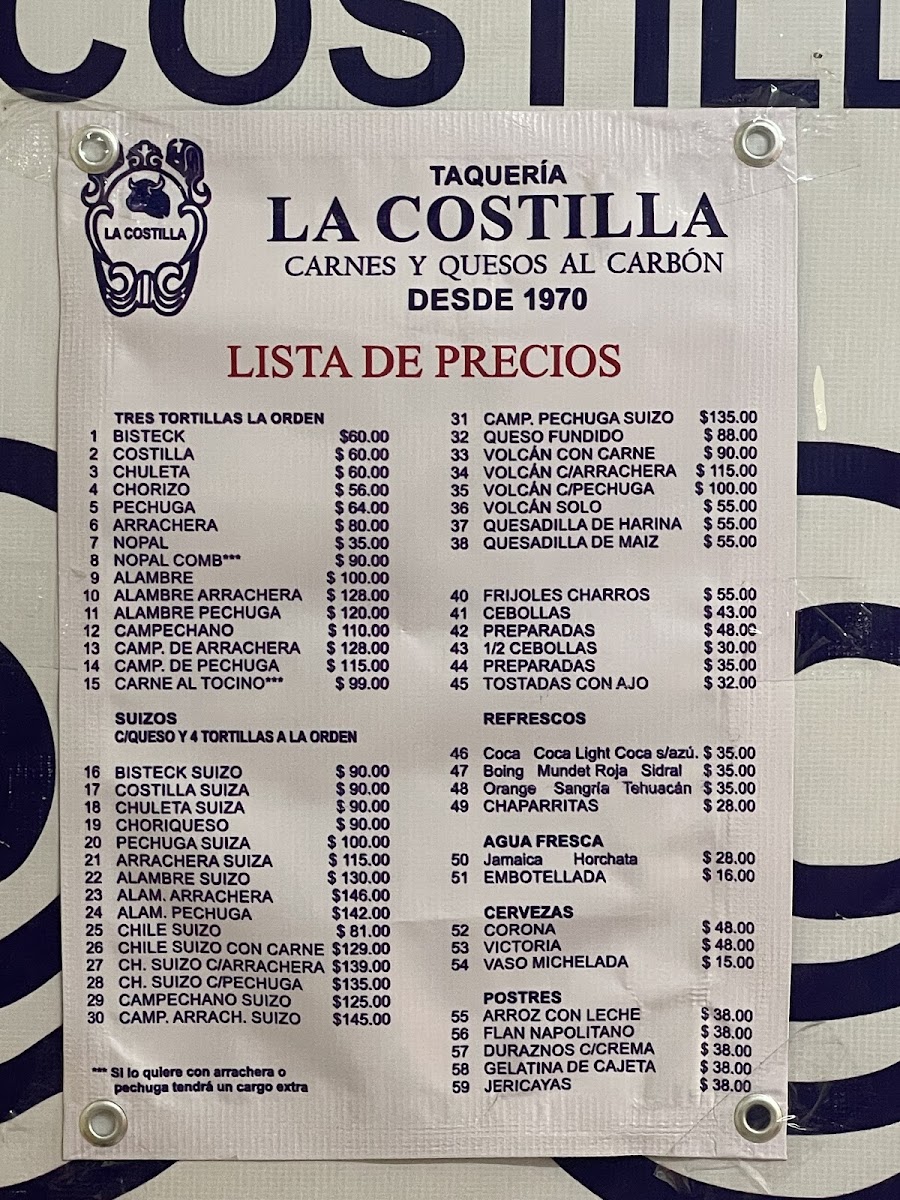 COSTILL
LA COSTILLA
TAQUERÍA
LA COSTILLA
CARNES Y QUESOS AL CARBÓN
DESDE 1970
LISTA DE PRECIOS
TRES TORTILLAS LA ORDEN
1 BISTECK $60.00
2 COSTILLA $ 60.00
3 CHULETA $ 60.00
4 CHORIZO $ 56.00
5 PECHUGA $ 64.00
6 ARRACHERA $ 80.00
7 NOPAL $ 35.00
8 NOPAL COMB*** $ 90.00
9 ALAMBRE $ 100.00
10 ALAMBRE ARRACHERA $ 128.00
11 ALAMBRE PECHUGA $ 120.00
12 CAMPECHANO $ 110.00
13 CAMP. DE ARRACHERA $ 128.00
14 CAMP. DE PECHUGA $ 115.00
15 CARNE AL TOCINO*** $ 99.00
SUIZOS
C/QUESO Y 4 TORTILLAS A LA ORDEN
16 BISTECK SUIZO $ 90.00
17 COSTILLA SUIZA $ 90.00
18 CHULETA SUIZA $ 90.00
19 CHORIQUESO $ 90.00
20 PECHUGA SUIZA $ 100.00
21 ARRACHERA SUIZA $ 115.00
22 ALAMBRE SUIZO $ 130.00
23 ALAM. ARRACHERA $146.00
24 ALAM. PECHUGA $142.00
25 CHILE SUIZO $ 81.00
26 CHILE SUIZO CON CARNE $129.00
27 CH. SUIZO C/ARRACHERA $139.00
28 CH. SUIZO C/PECHUGA $135.00
29 CAMPECHANO SUIZO $125.00
30 CAMP. ARRACH. SUIZO $145.00
*** Si lo quiere con arrachera o
pechuga tendrá un cargo extra
31 CAMP. PECHUGA SUIZO $135.00
32 QUESO FUNDIDO $ 88.00
33 VOLCÁN CON CARNE $ 90.00
34 VOLCÁN C/ARRACHERA $ 115.00
35 VOLCÁN C/PECHUGA $ 100.00
36 VOLCÁN SOLO $ 55.00
37 QUESADILLA DE HARINA $ 55.00
38 QUESADILLA DE MAIZ $ 55.00
40 FRIJOLES CHARROS $ 55.00
41 CEBOLLAS $ 43.00
42 PREPARADAS $ 48.00
43 1/2 CEBOLLAS $ 30.00
44 PREPARADAS $ 35.00
45 TOSTADAS CON AJO $ 32.00
REFRESCOS
46 Coca Coca Light Coca s/azú. $ 35.00
47 Boing Mundet Roja Sidral $ 35.00
48 Orange Sangría Tehuacán $ 35.00
49 CHAPARRITAS $ 28.00
AGUA FRESCA
50 Jamaica Horchata $ 28.00
51 EMBOTELLADA $ 16.00
CERVEZAS
52 CORONA $ 48.00
53 VICTORIA $ 48.00
54 VASO MICHELADA $ 15.00
POSTRES
55 ARROZ CON LECHE $ 38.00
56 FLAN NAPOLITANO $ 38.00
57 DURAZNOS C/CREMA $ 38.00
58 GELATINA DE CAJETA $ 38.00
59 JERICAYAS $ 38.00